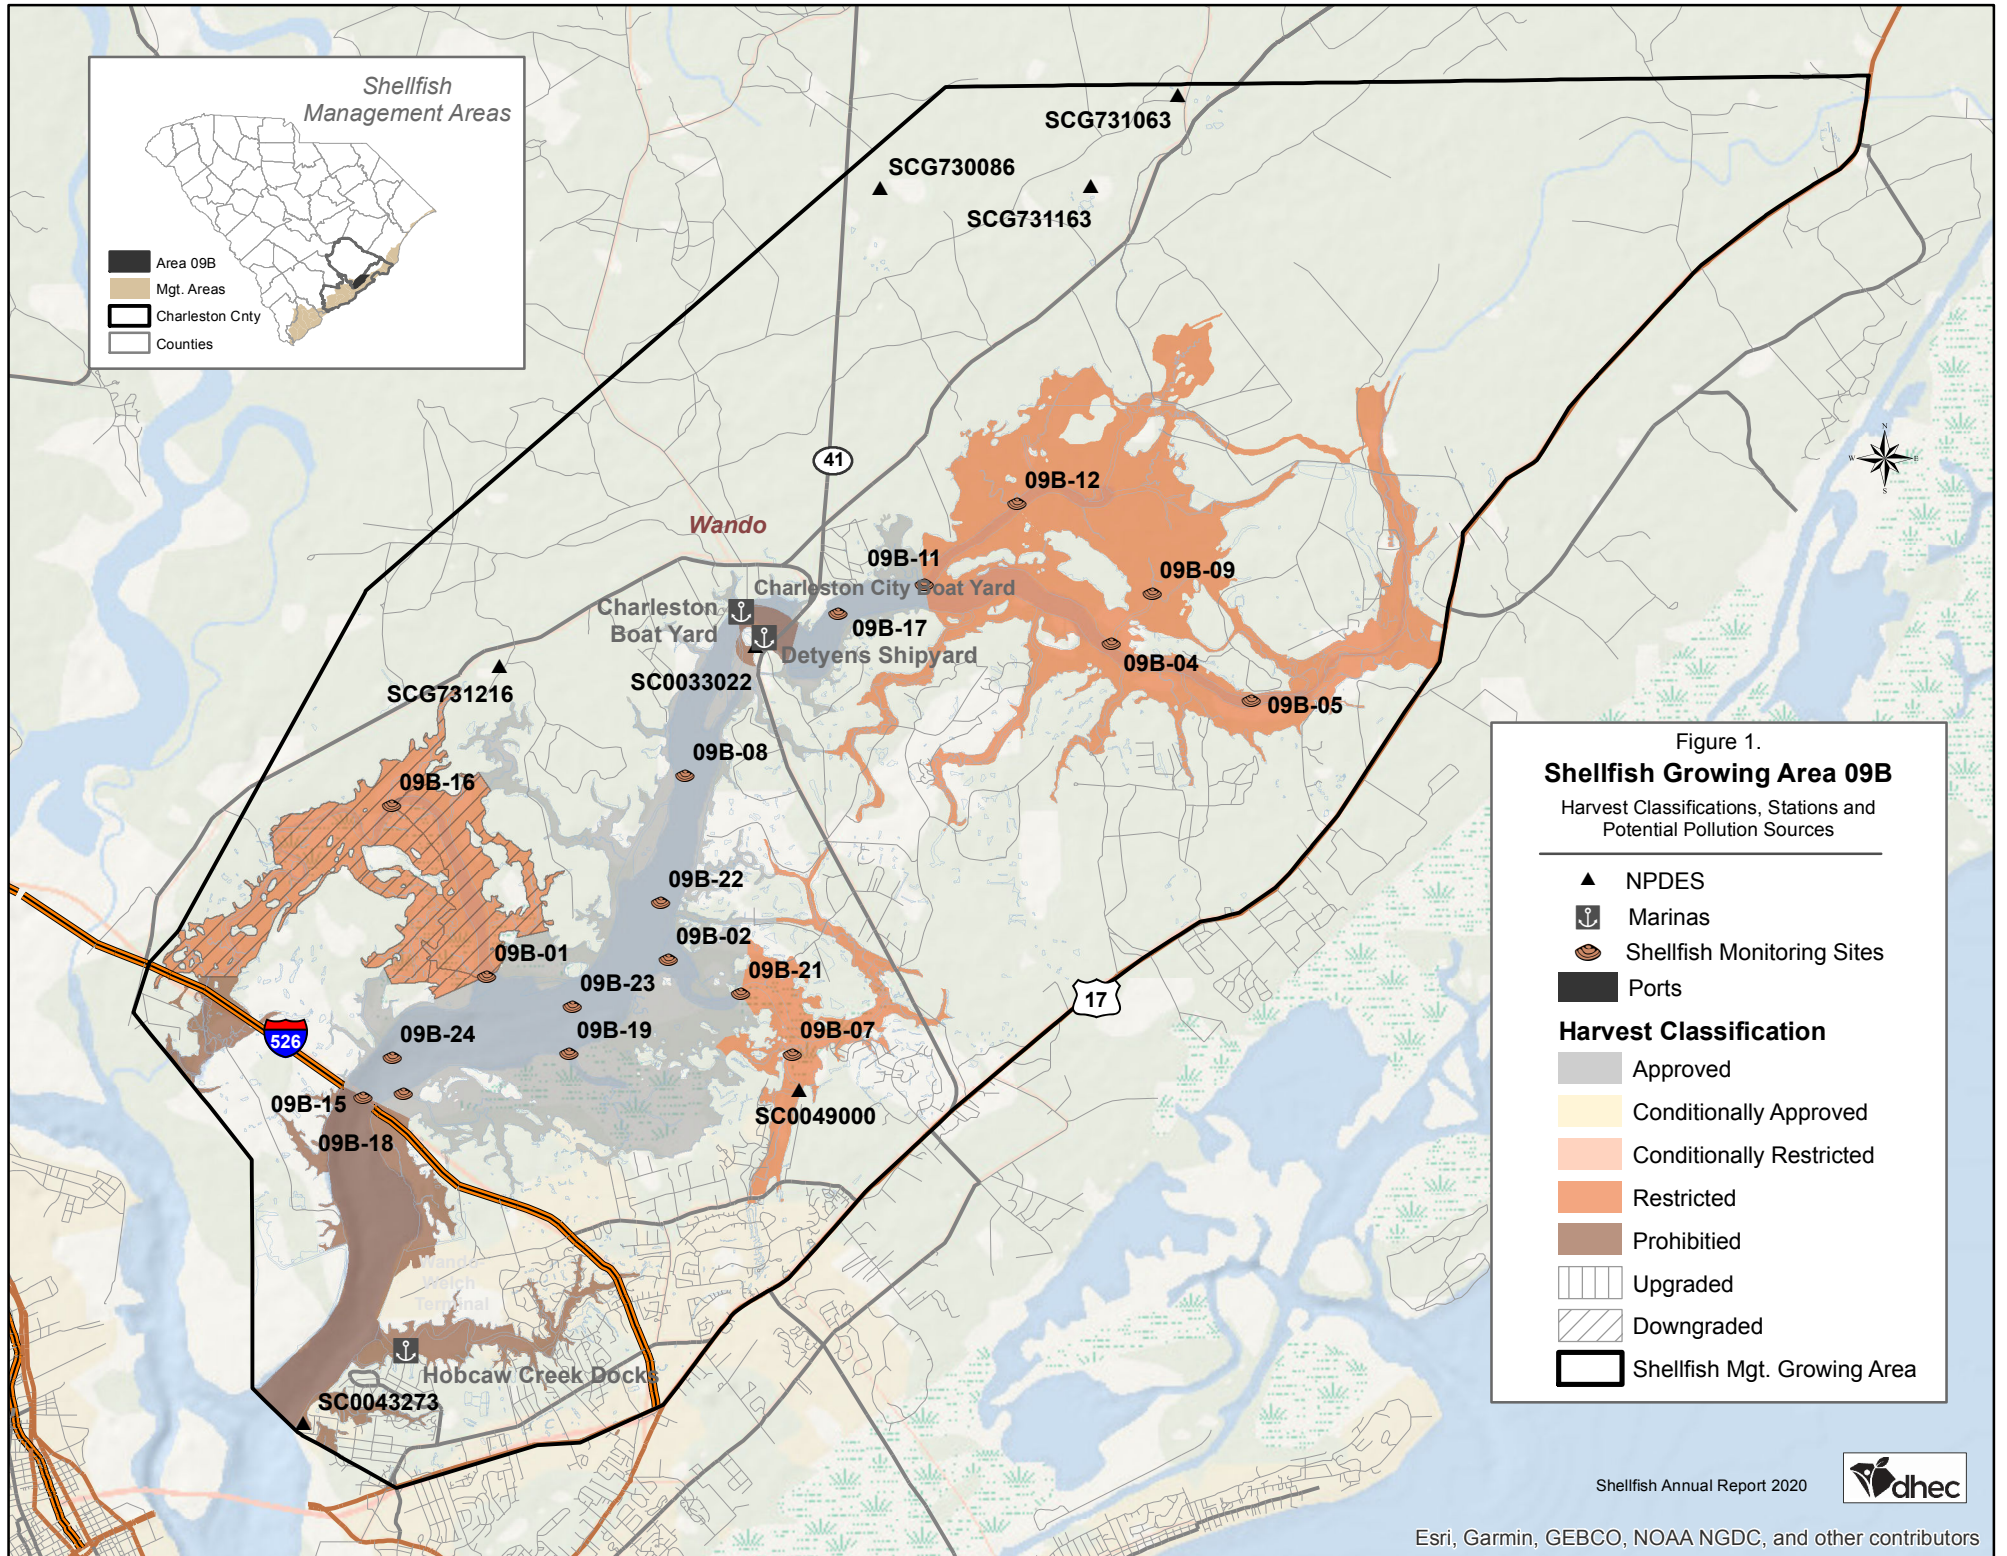 Shellfish
Management Areas
Area 09B
Mgt. Areas
Charleston Cnty
Counties
SCG731063
SCG730086
SCG731163
41
N
W
E
S
09B-12
Wando
09B-11
09B-09
Charleston City Boat Yard
Charleston
Boat Yard
09B-17
Detyens Shipyard
09B-04
SC0033022
SCG731216
09B-05
09B-08
09B-16
09B-22
09B-02
09B-01
09B-21
09B-23
17
526
09B-24
09B-19
09B-07
09B-15
SC0049000
09B-18
Wando-
Welch
Terminal
Hobcaw Creek Docks
SC0043273
Figure 1.
Shellfish Growing Area 09B
Harvest Classifications, Stations and
Potential Pollution Sources
NPDES
Marinas
Shellfish Monitoring Sites
Ports
Harvest Classification
Approved
Conditionally Approved
Conditionally Restricted
Restricted
Prohibitied
Upgraded
Downgraded
Shellfish Mgt. Growing Area
Shellfish Annual Report 2020
dhec
Esri, Garmin, GEBCO, NOAA NGDC, and other contributors